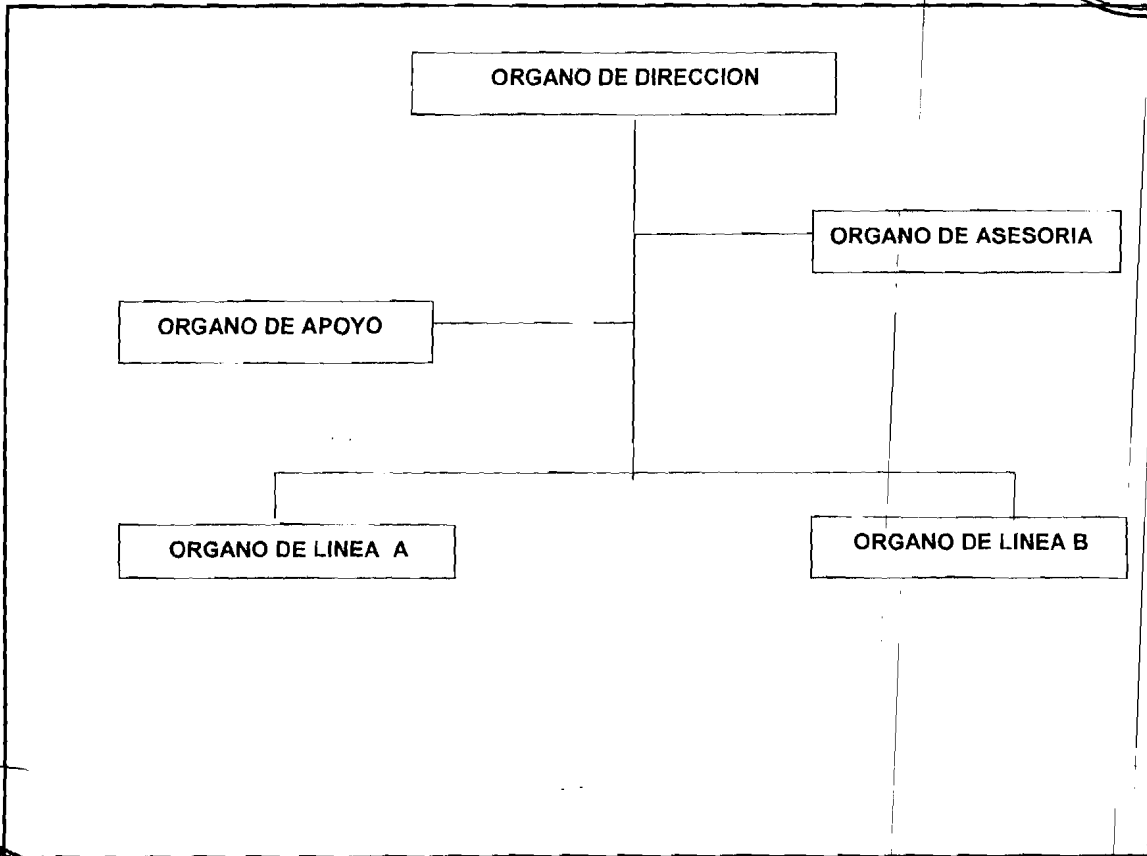 ORGANO DE DIRECCION
ORGANO DE ASESORIA
ORGANO DE APOYO
ORGANO DE LINEA A
ORGANO DE LINEA B